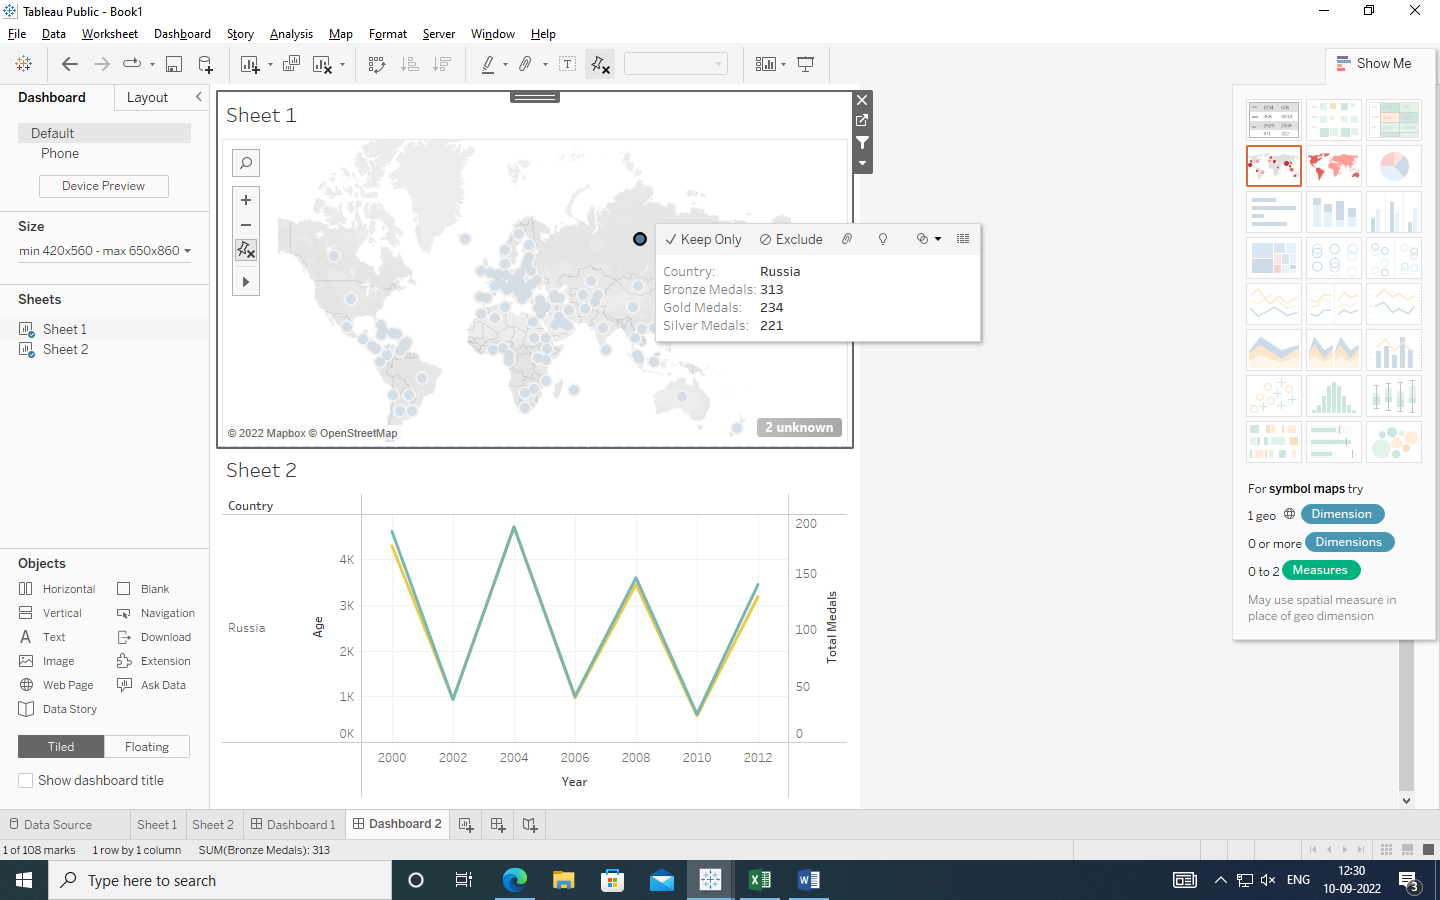 Tableau Public - Book1
File Data Worksheet Dashboard Story Analysis Map Format Server Window Help
Show Me
Dashboard Layout
Default
Phone
Device Preview
Size
min 420x560 - max 650x860
Sheets
Sheet 1
Sheet 2
Objects
Horizontal Blank
Vertical Navigation
Text Download
Image Extension
Web Page Ask Data
Data Story
Tiled Floating
Show dashboard title
Sheet 1
Keep Only Exclude
Country: Russia
Bronze Medals: 313
Gold Medals: 234
Silver Medals: 221
© 2022 Mapbox © OpenStreetMap
2 unknown
Sheet 2
Country
Russia
Age
4K
3K
2K
1K
0K
200
150
100
50
0
Total Medals
2000 2002 2004 2006 2008 2010 2012
Year
For symbol maps try
1 geo Dimension
0 or more Dimensions
0 to 2 Measures
May use spatial measure in
place of geo dimension
Data Source Sheet 1 Sheet 2 Dashboard 1 Dashboard 2
1 of 108 marks 1 row by 1 column SUM(Bronze Medals): 313
Type here to search
ENG
12:30
10-09-2022
3